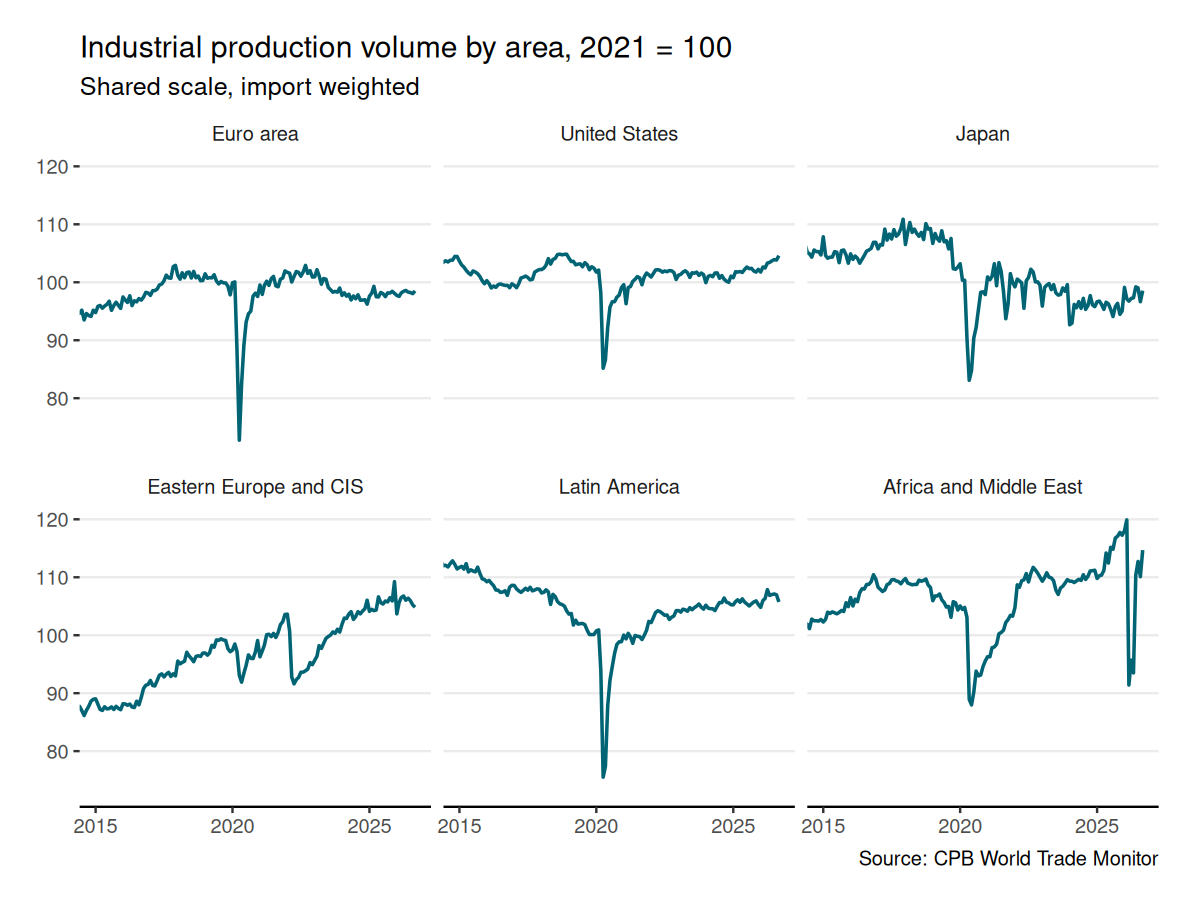 Industrial production volume by area, 2021 = 100
Shared scale, import weighted
Euro area
United States
Japan
120
110
100
90
80
Eastern Europe and CIS
Latin America
Africa and Middle East
120
110
100
90
80
2015 2020 2025 2015 2020 2025 2015 2020 2025
Source: CPB World Trade Monitor